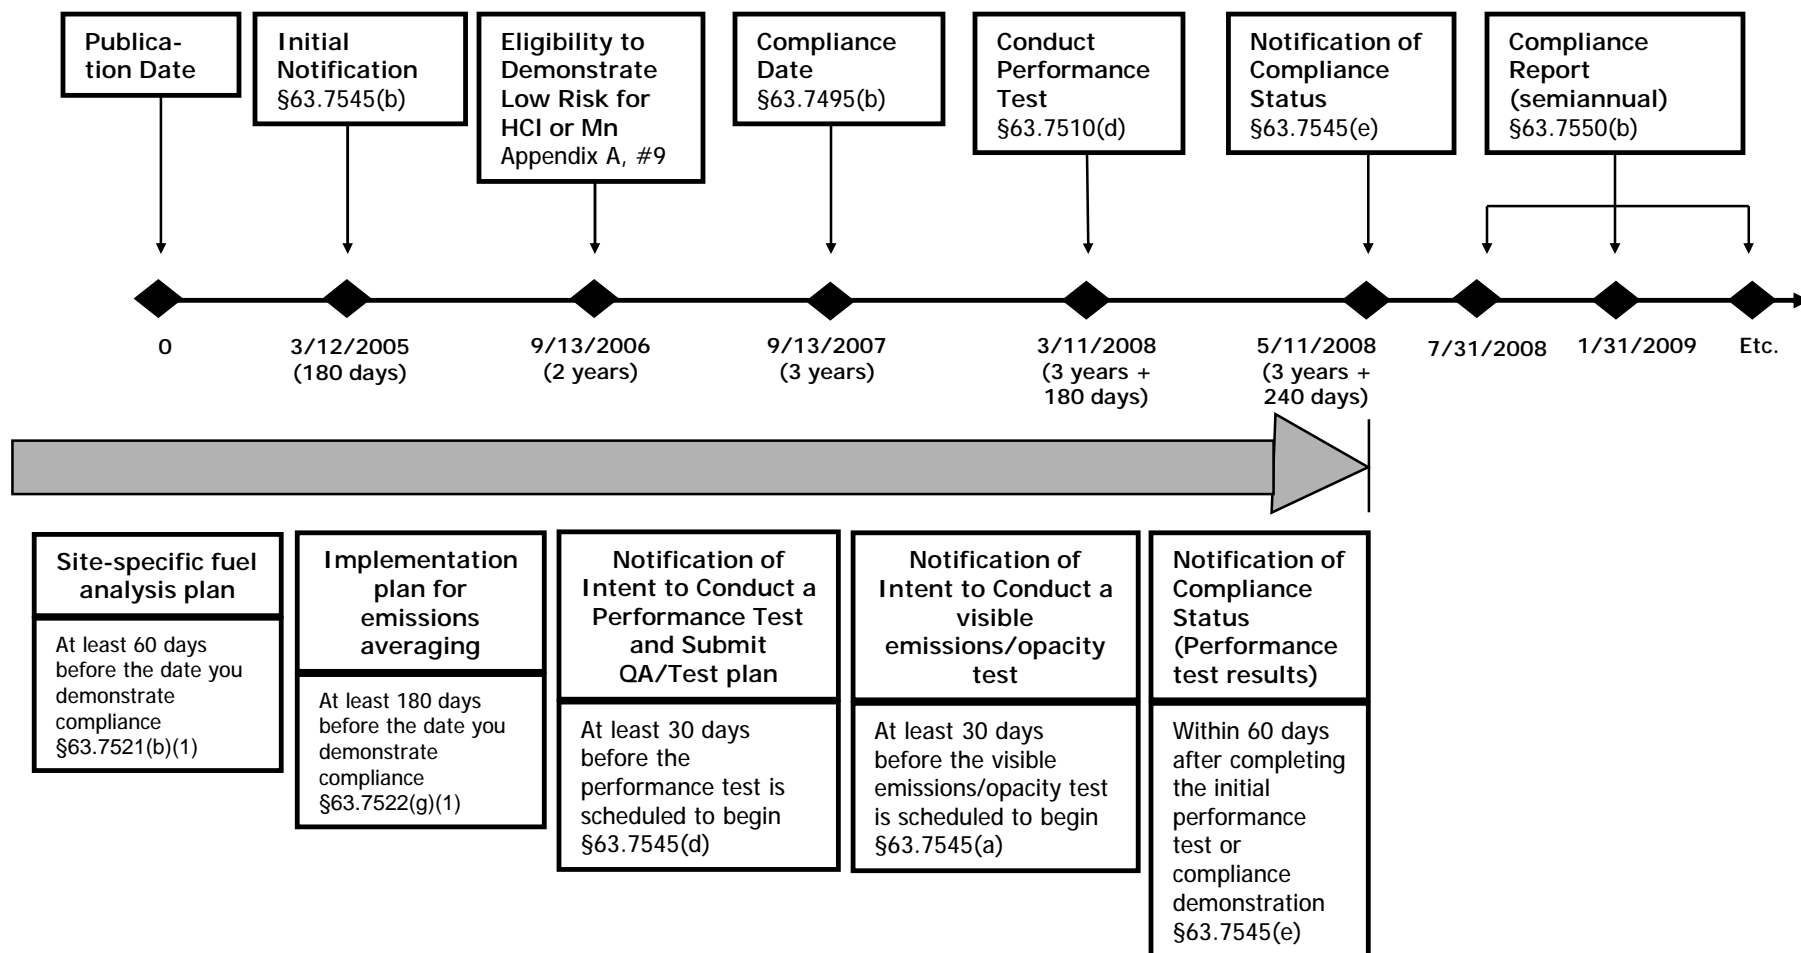 Publica-
tion Date
Initial
Notification
§63.7545(b)
Eligibility to
Demonstrate
Low Risk for
HCl or Mn
Appendix A, #9
Compliance
Date
§63.7495(b)
Conduct
Performance
Test
§63.7510(d)
Notification of
Compliance
Status
§63.7545(e)
Compliance
Report
(semiannual)
§63.7550(b)
0
3/12/2005
(180 days)
9/13/2006
(2 years)
9/13/2007
(3 years)
3/11/2008
(3 years +
180 days)
5/11/2008
(3 years +
240 days)
7/31/2008
1/31/2009
Etc.
Site-specific fuel
analysis plan
At least 60 days
before the date you
demonstrate
compliance
§63.7521(b)(1)
Implementation
plan for
emissions
averaging
At least 180 days
before the date you
demonstrate
compliance
§63.7522(g)(1)
Notification of
Intent to Conduct a
Performance Test
and Submit
QA/Test plan
At least 30 days
before the
performance test is
scheduled to begin
§63.7545(d)
Notification of
Intent to Conduct a
visible
emissions/opacity
test
At least 30 days
before the visible
emissions/opacity test
is scheduled to begin
§63.7545(a)
Notification of
Compliance
Status
(Performance
test results)
Within 60 days
after completing
the initial
performance
test or
compliance
demonstration
§63.7545(e)